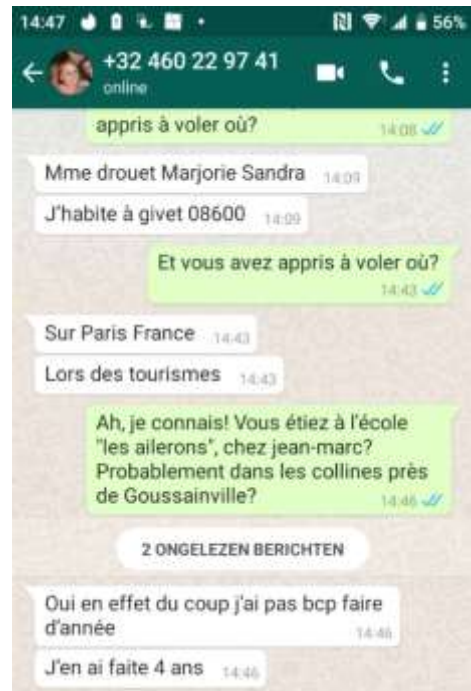 14:47
56%
+32 460 22 97 41
online
appris à voler où?
14:08
Mme drouet Marjorie Sandra 14:09
J'habite à givet 08600 14:09
Et vous avez appris à voler où?
14:43
Sur Paris France 14:43
Lors des tourismes 14:43
Ah, je connais! Vous étiez à l'école
"les ailerons", chez jean-marc?
Probablement dans les collines près
de Goussainville?
14:46
2 ONGELEZEN BERICHTEN
Oui en effet du coup j'ai pas bcp faire
d'année
14:46
J'en ai faite 4 ans 14:46